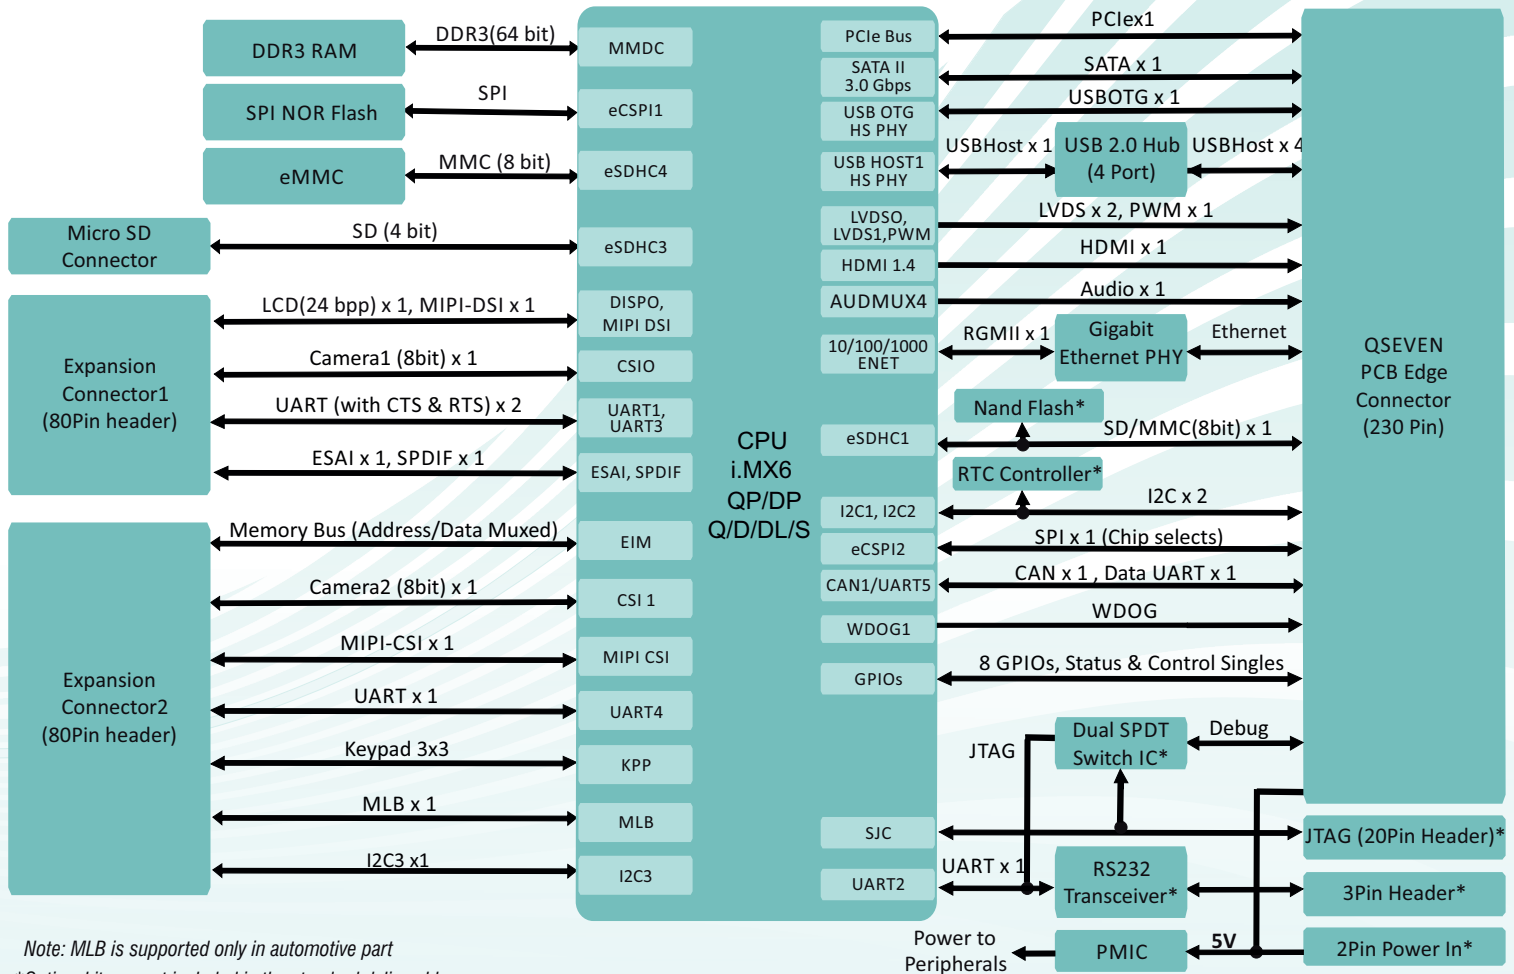 DDR3 RAM
DDR3(64 bit)
MMDC
SPI NOR Flash
SPI
eCSPI1
eMMC
MMC (8 bit)
eSDHC4
Micro SD
Connector
SD (4 bit)
eSDHC3
Expansion
Connector1
(80Pin header)
LCD(24 bpp) x 1, MIPI-DSI x 1
DISPO,
MIPI DSI
Camera1 (8bit) x 1
CSIO
UART (with CTS & RTS) x 2
UART1,
UART3
ESAI x 1, SPDIF x 1
ESAI, SPDIF
Expansion
Connector2
(80Pin header)
Memory Bus (Address/Data Muxed)
EIM
Camera2 (8bit) x 1
CSI 1
MIPI-CSI x 1
MIPI CSI
UART x 1
UART4
Keypad 3x3
KPP
MLB x 1
MLB
I2C3 x1
I2C3
CPU
i.MX6
QP/DP
Q/D/DL/S
PCIe Bus
PCIex1
SATA II
3.0 Gbps
SATA x 1
USB OTG
HS PHY
USBOTG x 1
USB HOST1
HS PHY
USBHost x 1
USB 2.0 Hub
(4 Port)
USBHost x 4
LVDSO,
LVDS1,PWM
LVDS x 2, PWM x 1
HDMI 1.4
HDMI x 1
AUDMUX4
Audio x 1
10/100/1000
ENET
RGMII x 1
Gigabit
Ethernet PHY
Ethernet
Nand Flash*
eSDHC1
SD/MMC(8bit) x 1
RTC Controller*
I2C1, I2C2
I2C x 2
eCSPI2
SPI x 1 (Chip selects)
CAN1/UART5
CAN x 1 , Data UART x 1
WDOG1
WDOG
GPIOs
8 GPIOs, Status & Control Singles
QSEVEN
PCB Edge
Connector
(230 Pin)
JTAG
Dual SPDT
Switch IC*
Debug
SJC
JTAG (20Pin Header)*
UART2
UART x 1
RS232
Transceiver*
3Pin Header*
Power to
Peripherals
PMIC
5V
2Pin Power In*
Note: MLB is supported only in automotive part